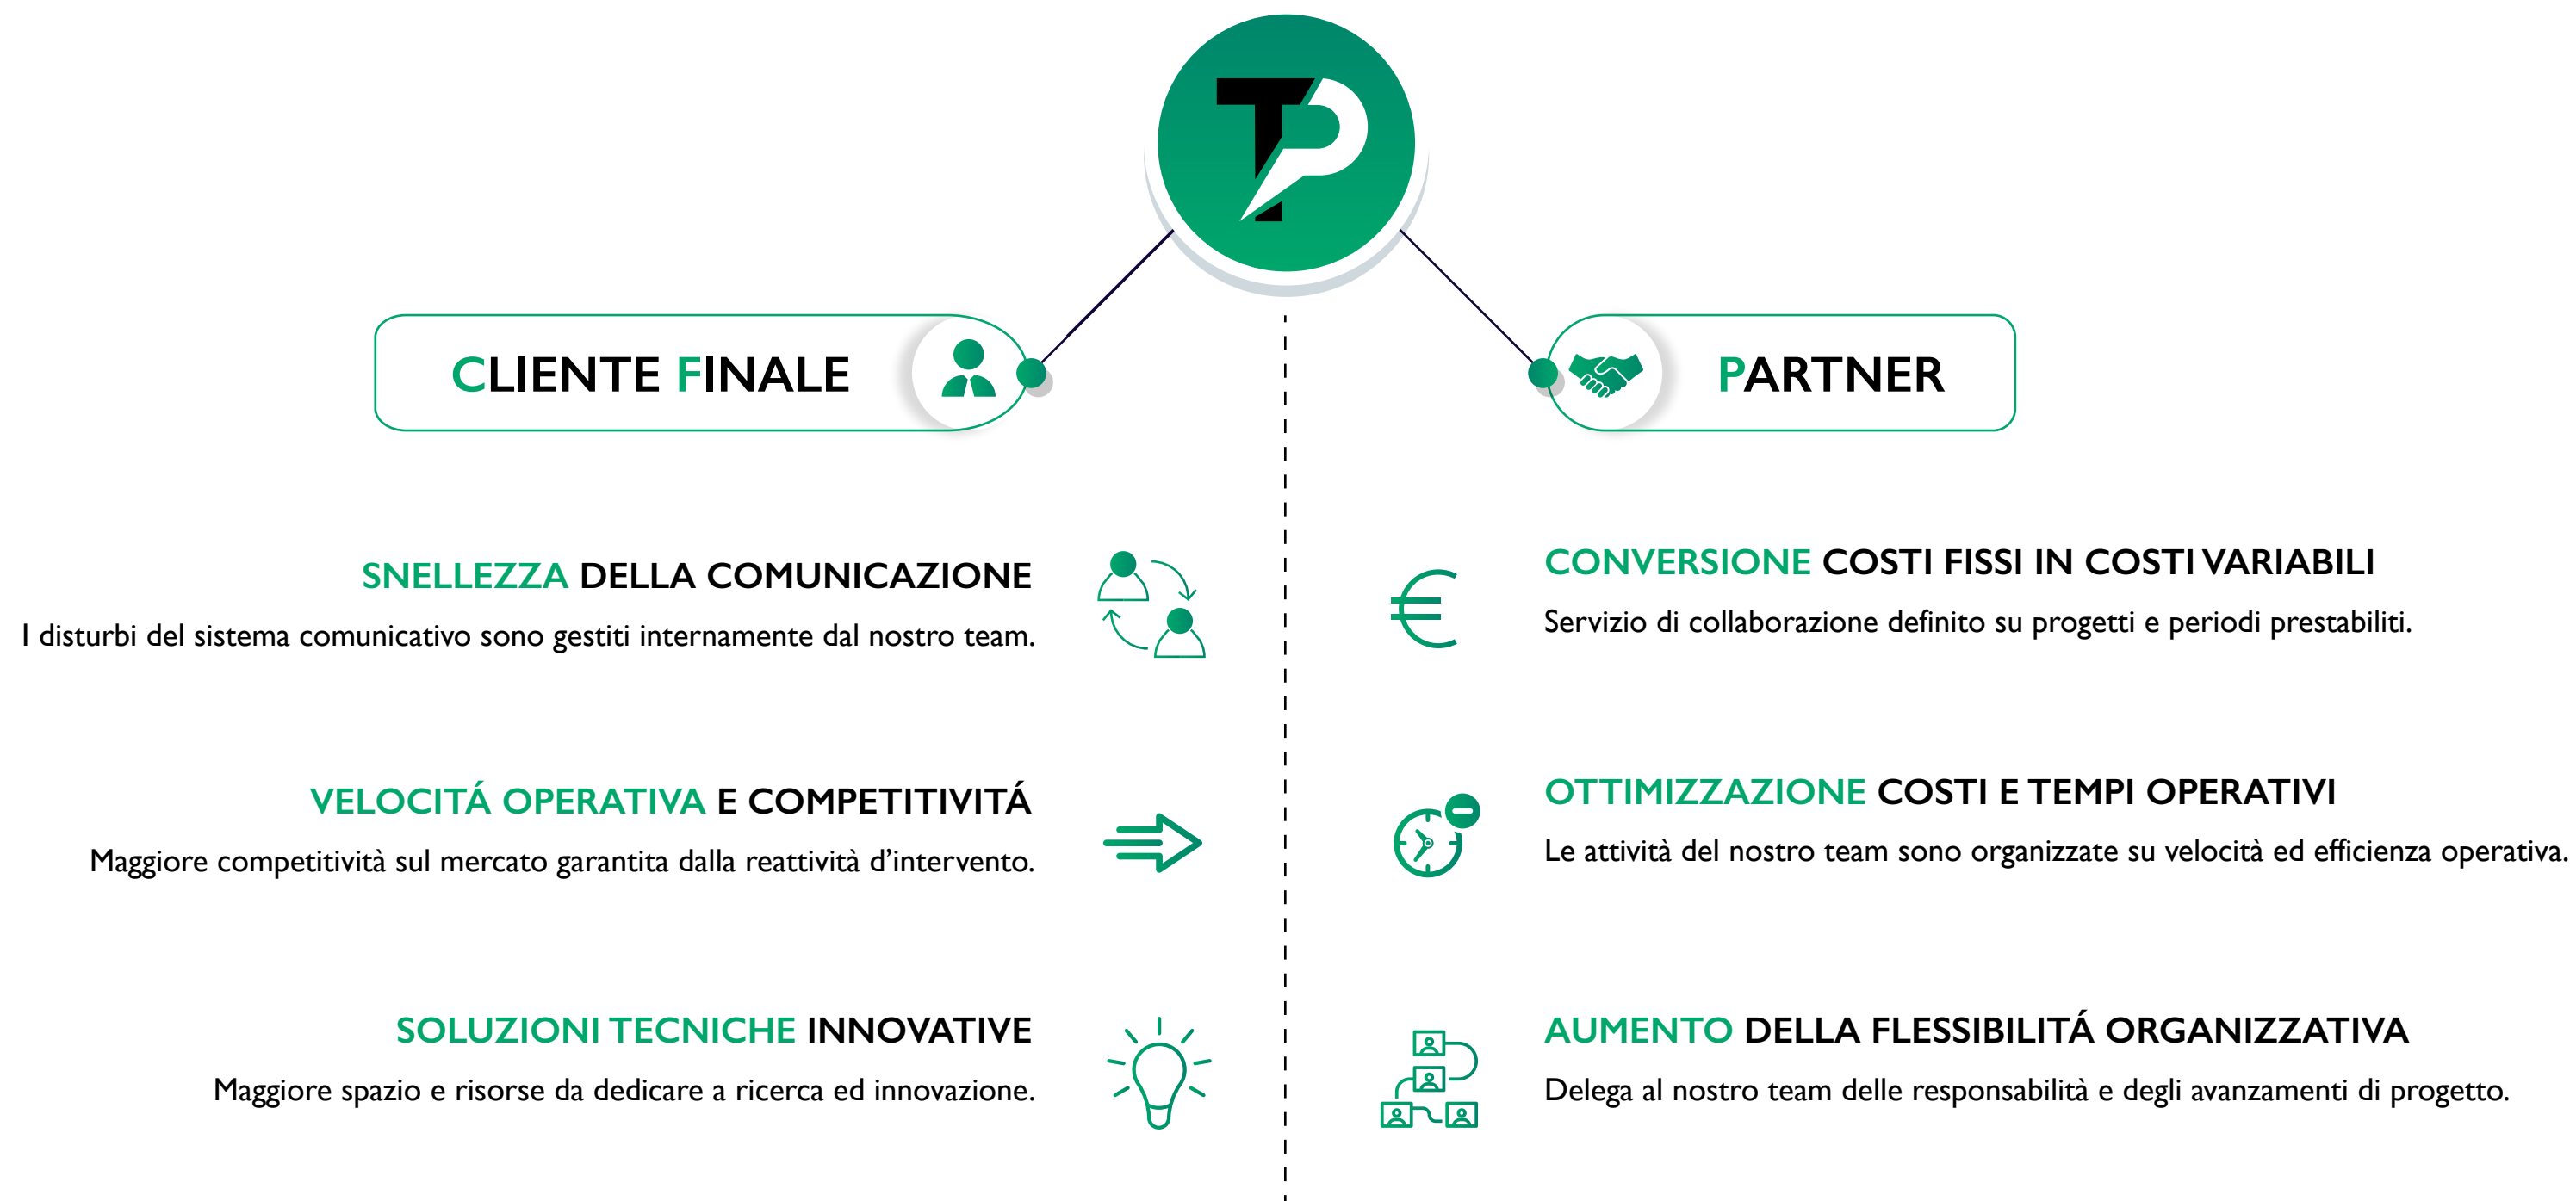 TP
CLIENTE FINALE
SNELLEZZA DELLA COMUNICAZIONE
I disturbi del sistema comunicativo sono gestiti internamente dal nostro team.
VELOCITÁ OPERATIVA E COMPETITIVITÁ
Maggiore competitività sul mercato garantita dalla reattività d’intervento.
SOLUZIONI TECNICHE INNOVATIVE
Maggiore spazio e risorse da dedicare a ricerca ed innovazione.
PARTNER
CONVERSIONE COSTI FISSI IN COSTI VARIABILI
Servizio di collaborazione definito su progetti e periodi prestabiliti.
OTTIMIZZAZIONE COSTI E TEMPI OPERATIVI
Le attività del nostro team sono organizzate su velocità ed efficienza operativa.
AUMENTO DELLA FLESSIBILITÁ ORGANIZZATIVA
Delega al nostro team delle responsabilità e degli avanzamenti di progetto.